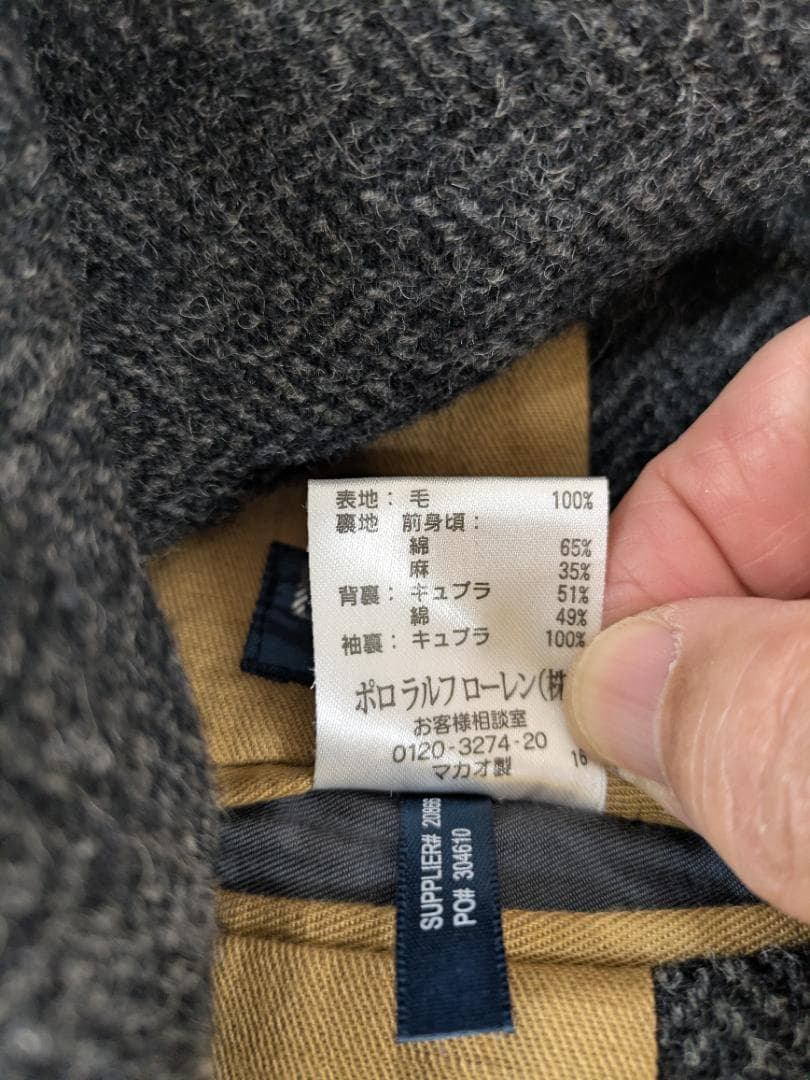 表地：毛 100%
裏地 前身頃：
綿 65%
麻 35%
背裏：キュプラ 51%
綿 49%
袖裏：キュプラ 100%
ポロ ラルフ ローレン(株
お客様相談室
0120-3274-20
マカオ製 16
SUPPLIER# 20866
PO# 304610